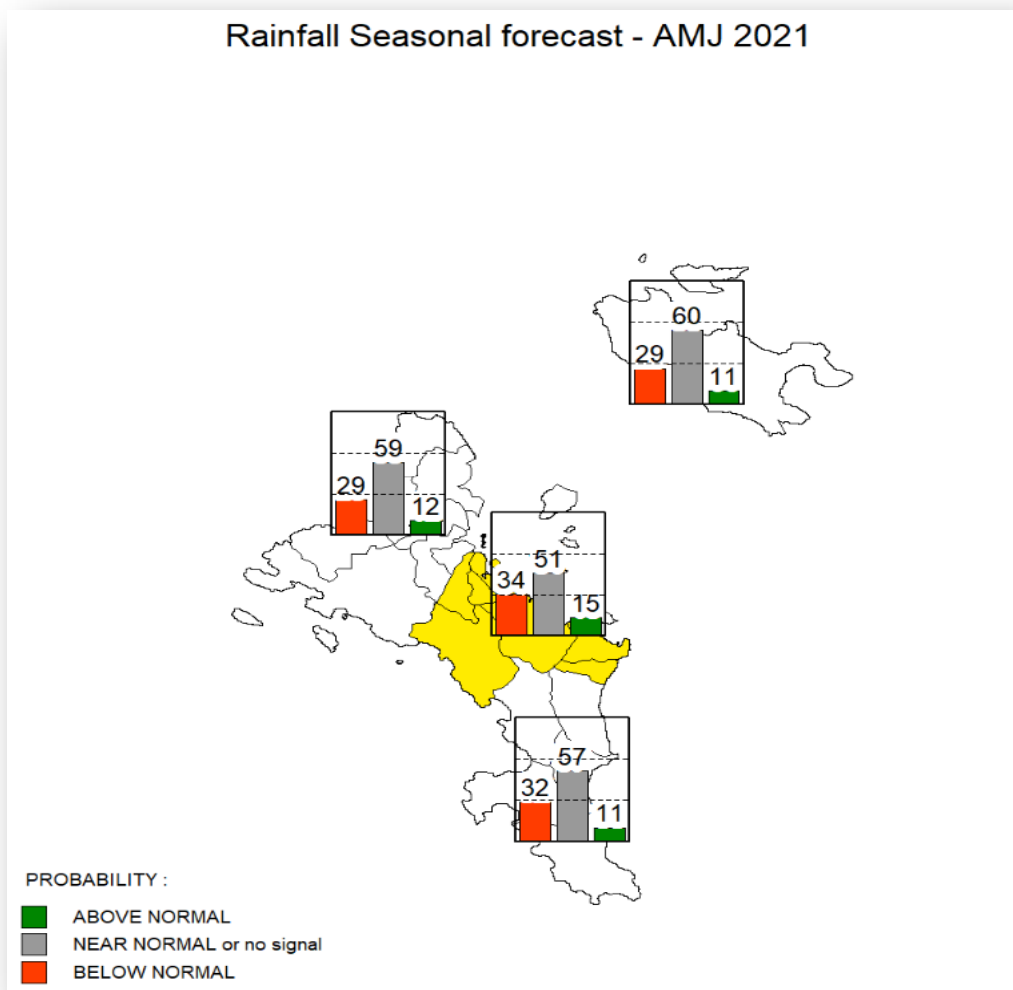 Rainfall Seasonal forecast - AMJ 2021
60
29
11
59
29
12
51
34
15
57
32
11
PROBABILITY :
ABOVE NORMAL
NEAR NORMAL or no signal
BELOW NORMAL